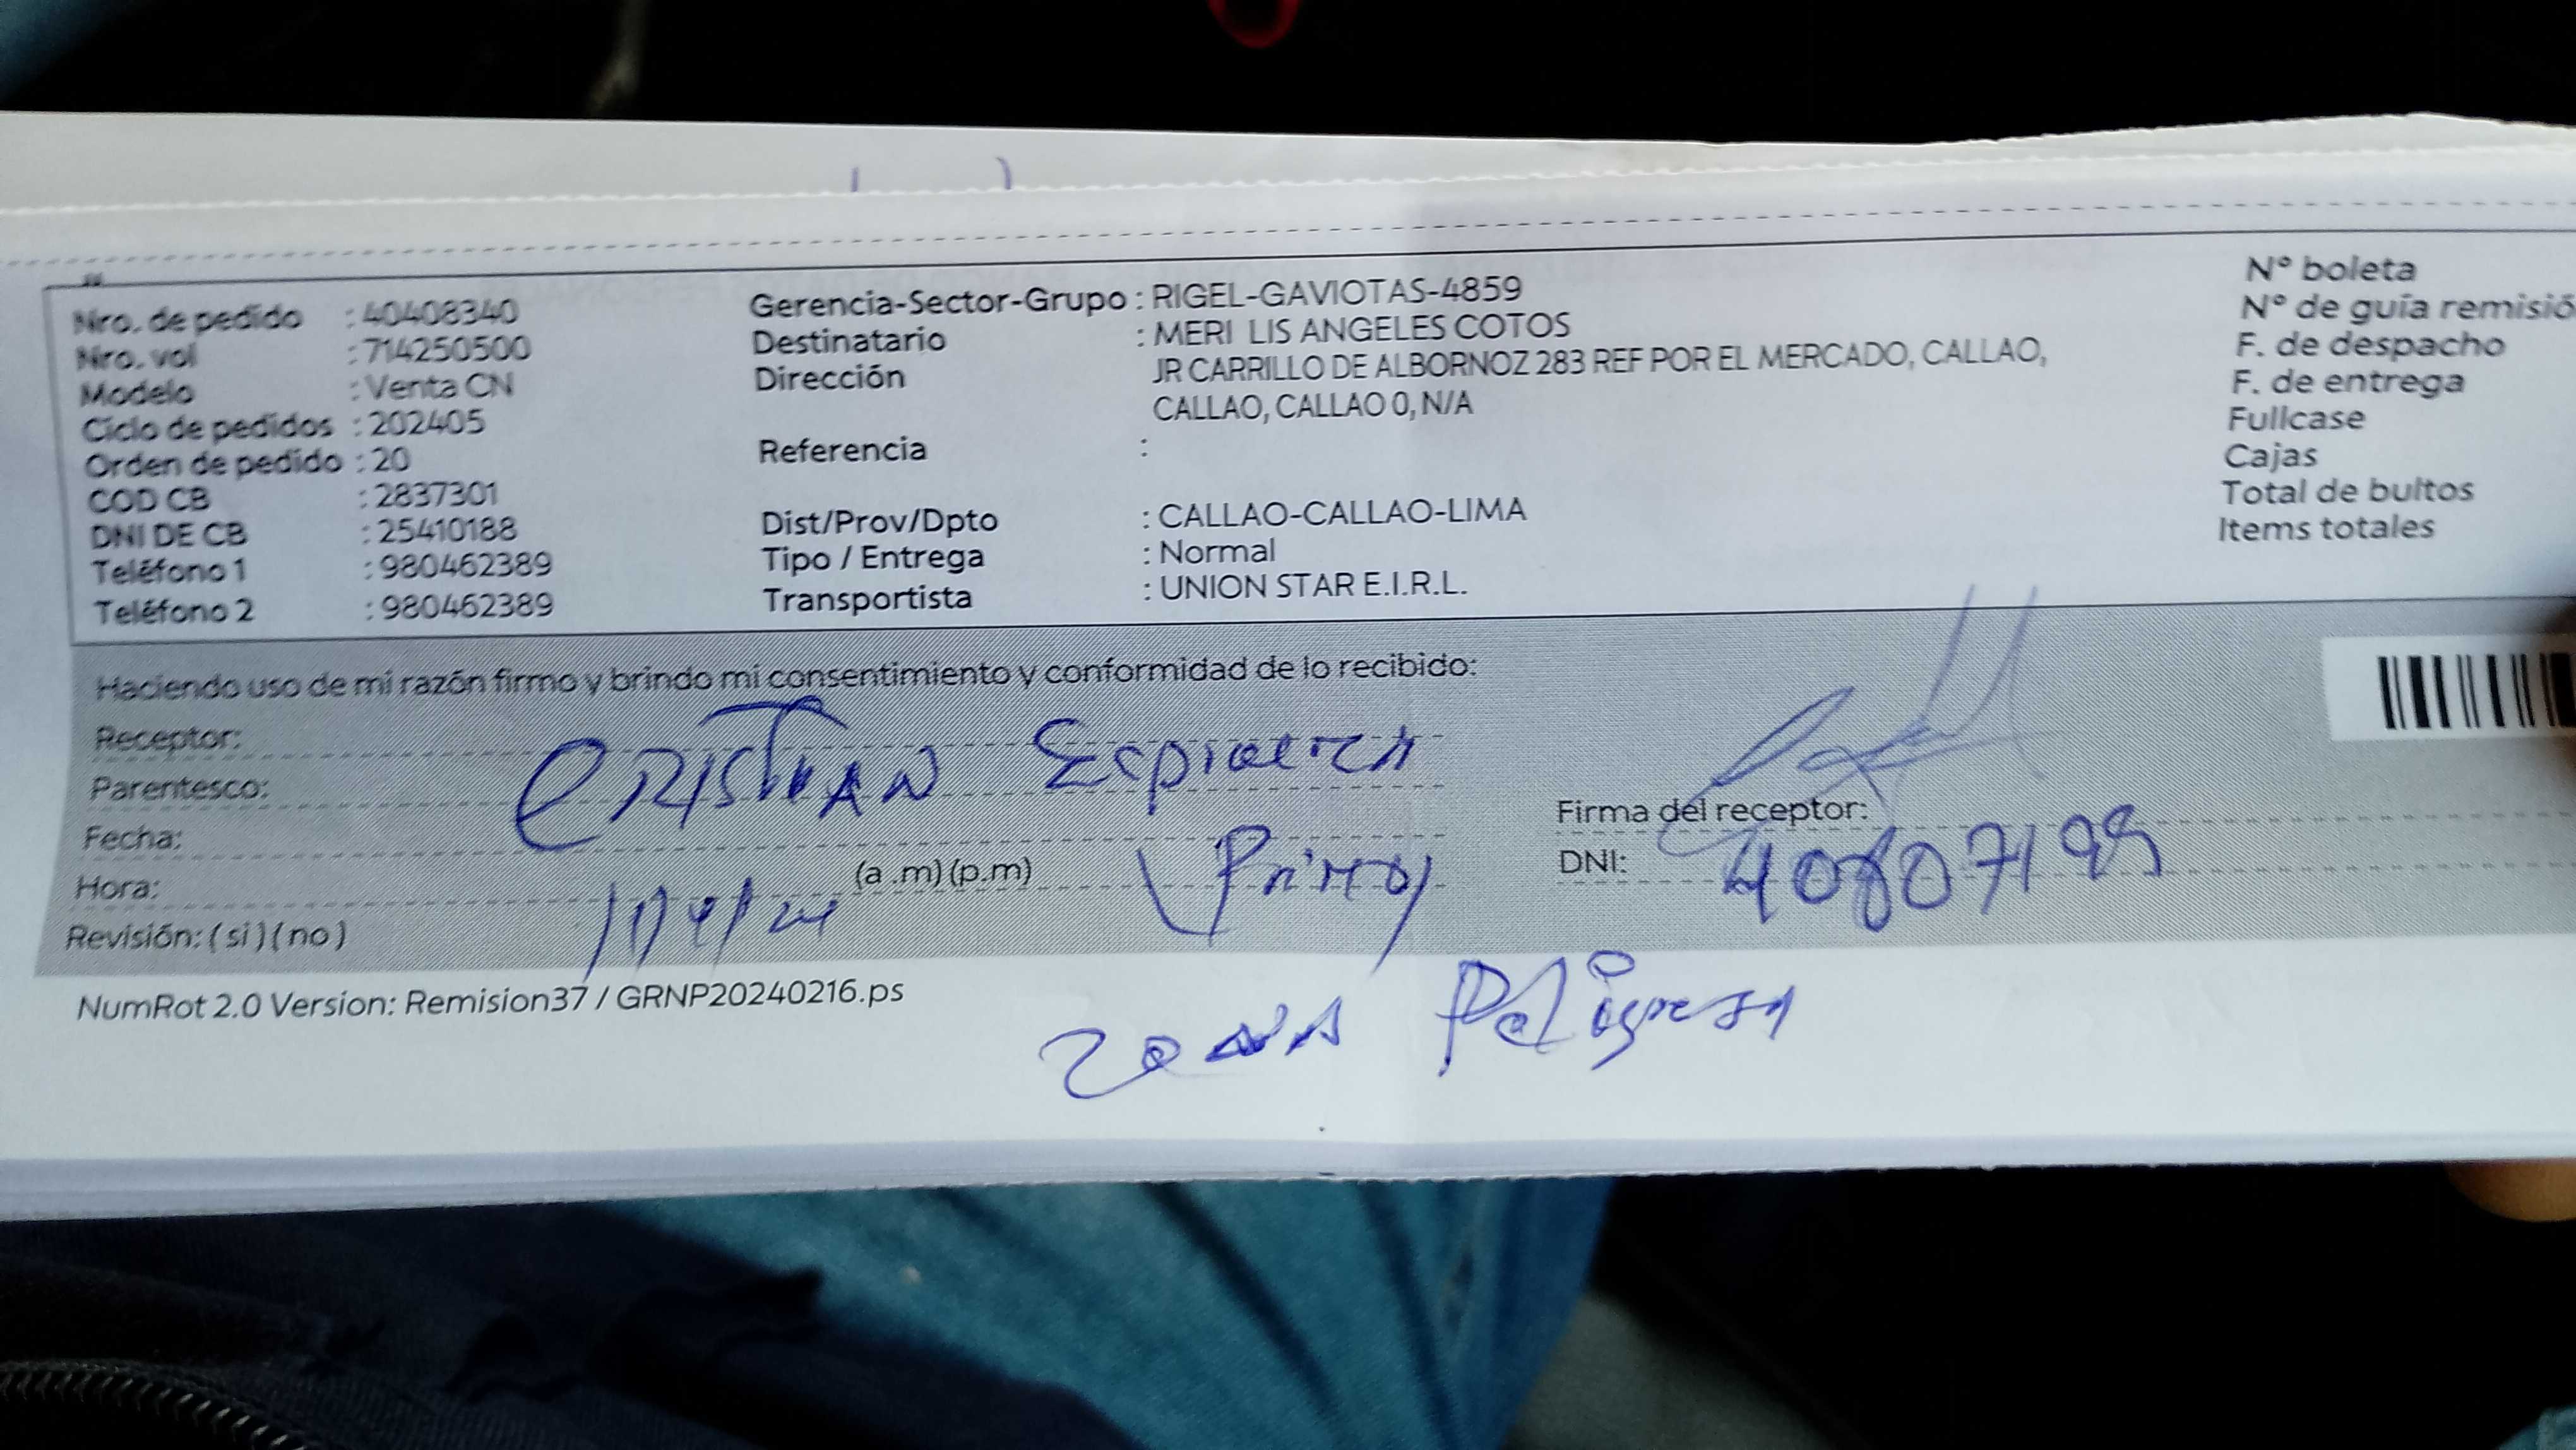 Nro. de pedido : 40408340
Nro. vol : 714250500
Modelo : Venta CN
Ciclo de pedidos : 202405
Orden de pedido : 20
COD CB : 2837301
DNI DE CB : 25410188
Teléfono 1 : 980462389
Teléfono 2 : 980462389
Gerencia-Sector-Grupo : RIGEL-GAVIOTAS-4859
Destinatario : MERI LIS ANGELES COTOS
Dirección JR CARRILLO DE ALBORNOZ 283 REF POR EL MERCADO, CALLAO,
CALLAO, CALLAO 0, N/A
Referencia :
Dist/Prov/Dpto : CALLAO-CALLAO-LIMA
Tipo / Entrega : Normal
Transportista : UNION STAR E.I.R.L.
Nº boleta
Nº de guía remisió
F. de despacho
F. de entrega
Fullcase
Cajas
Total de bultos
Items totales
Haciendo uso de mi razón firmo y brindo mi consentimiento y conformidad de lo recibido:
Receptor:
CRISTIAN
Parentesco:
Fecha:
(Primo)
Hora: (a .m) (p.m)
Revisión: ( si ) ( no )
Firma del receptor:
DNI:
NumRot 2.0 Version: Remision37 / GRNP20240216.ps
ZONA Peligrosa